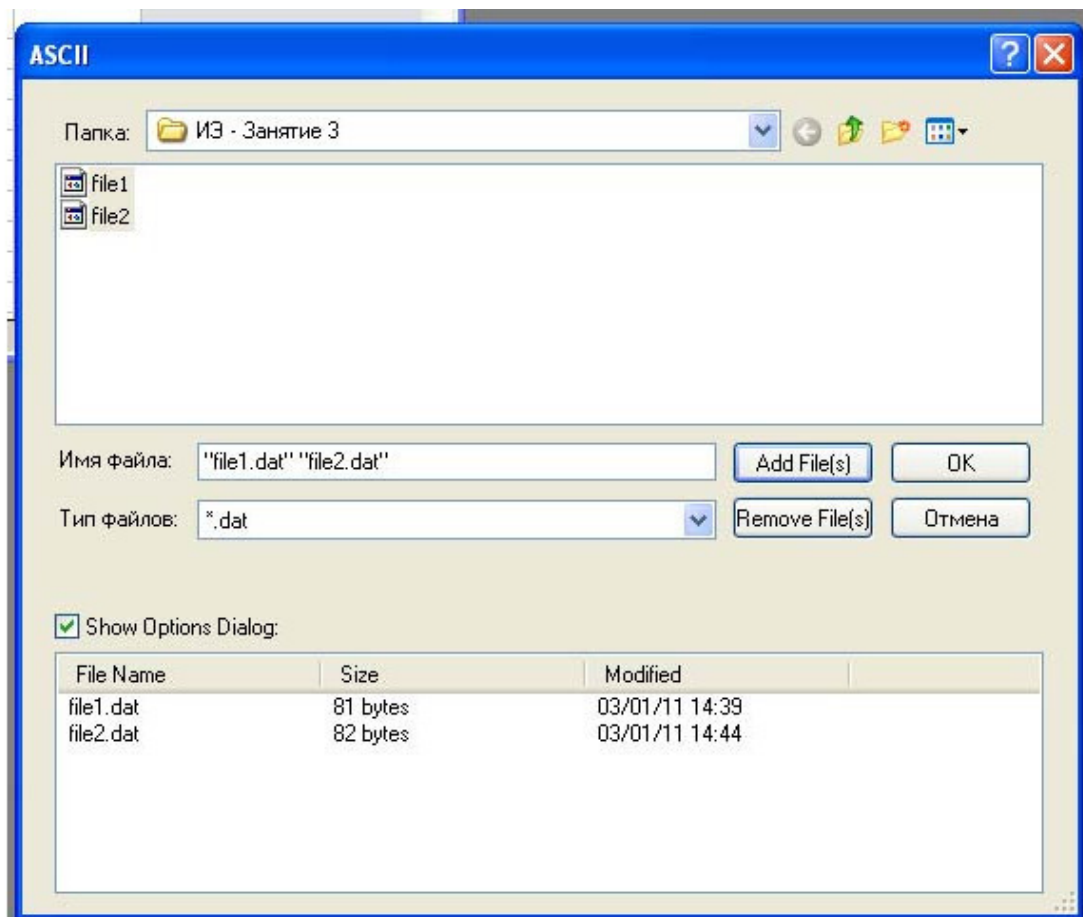 ASCII
Папка: ИЭ - Занятие 3
file1
file2
Имя файла: "file1.dat" "file2.dat" Add File(s) OK
Тип файлов: *.dat Remove File(s) Отмена
Show Options Dialog:
File Name Size Modified
file1.dat 81 bytes 03/01/11 14:39
file2.dat 82 bytes 03/01/11 14:44